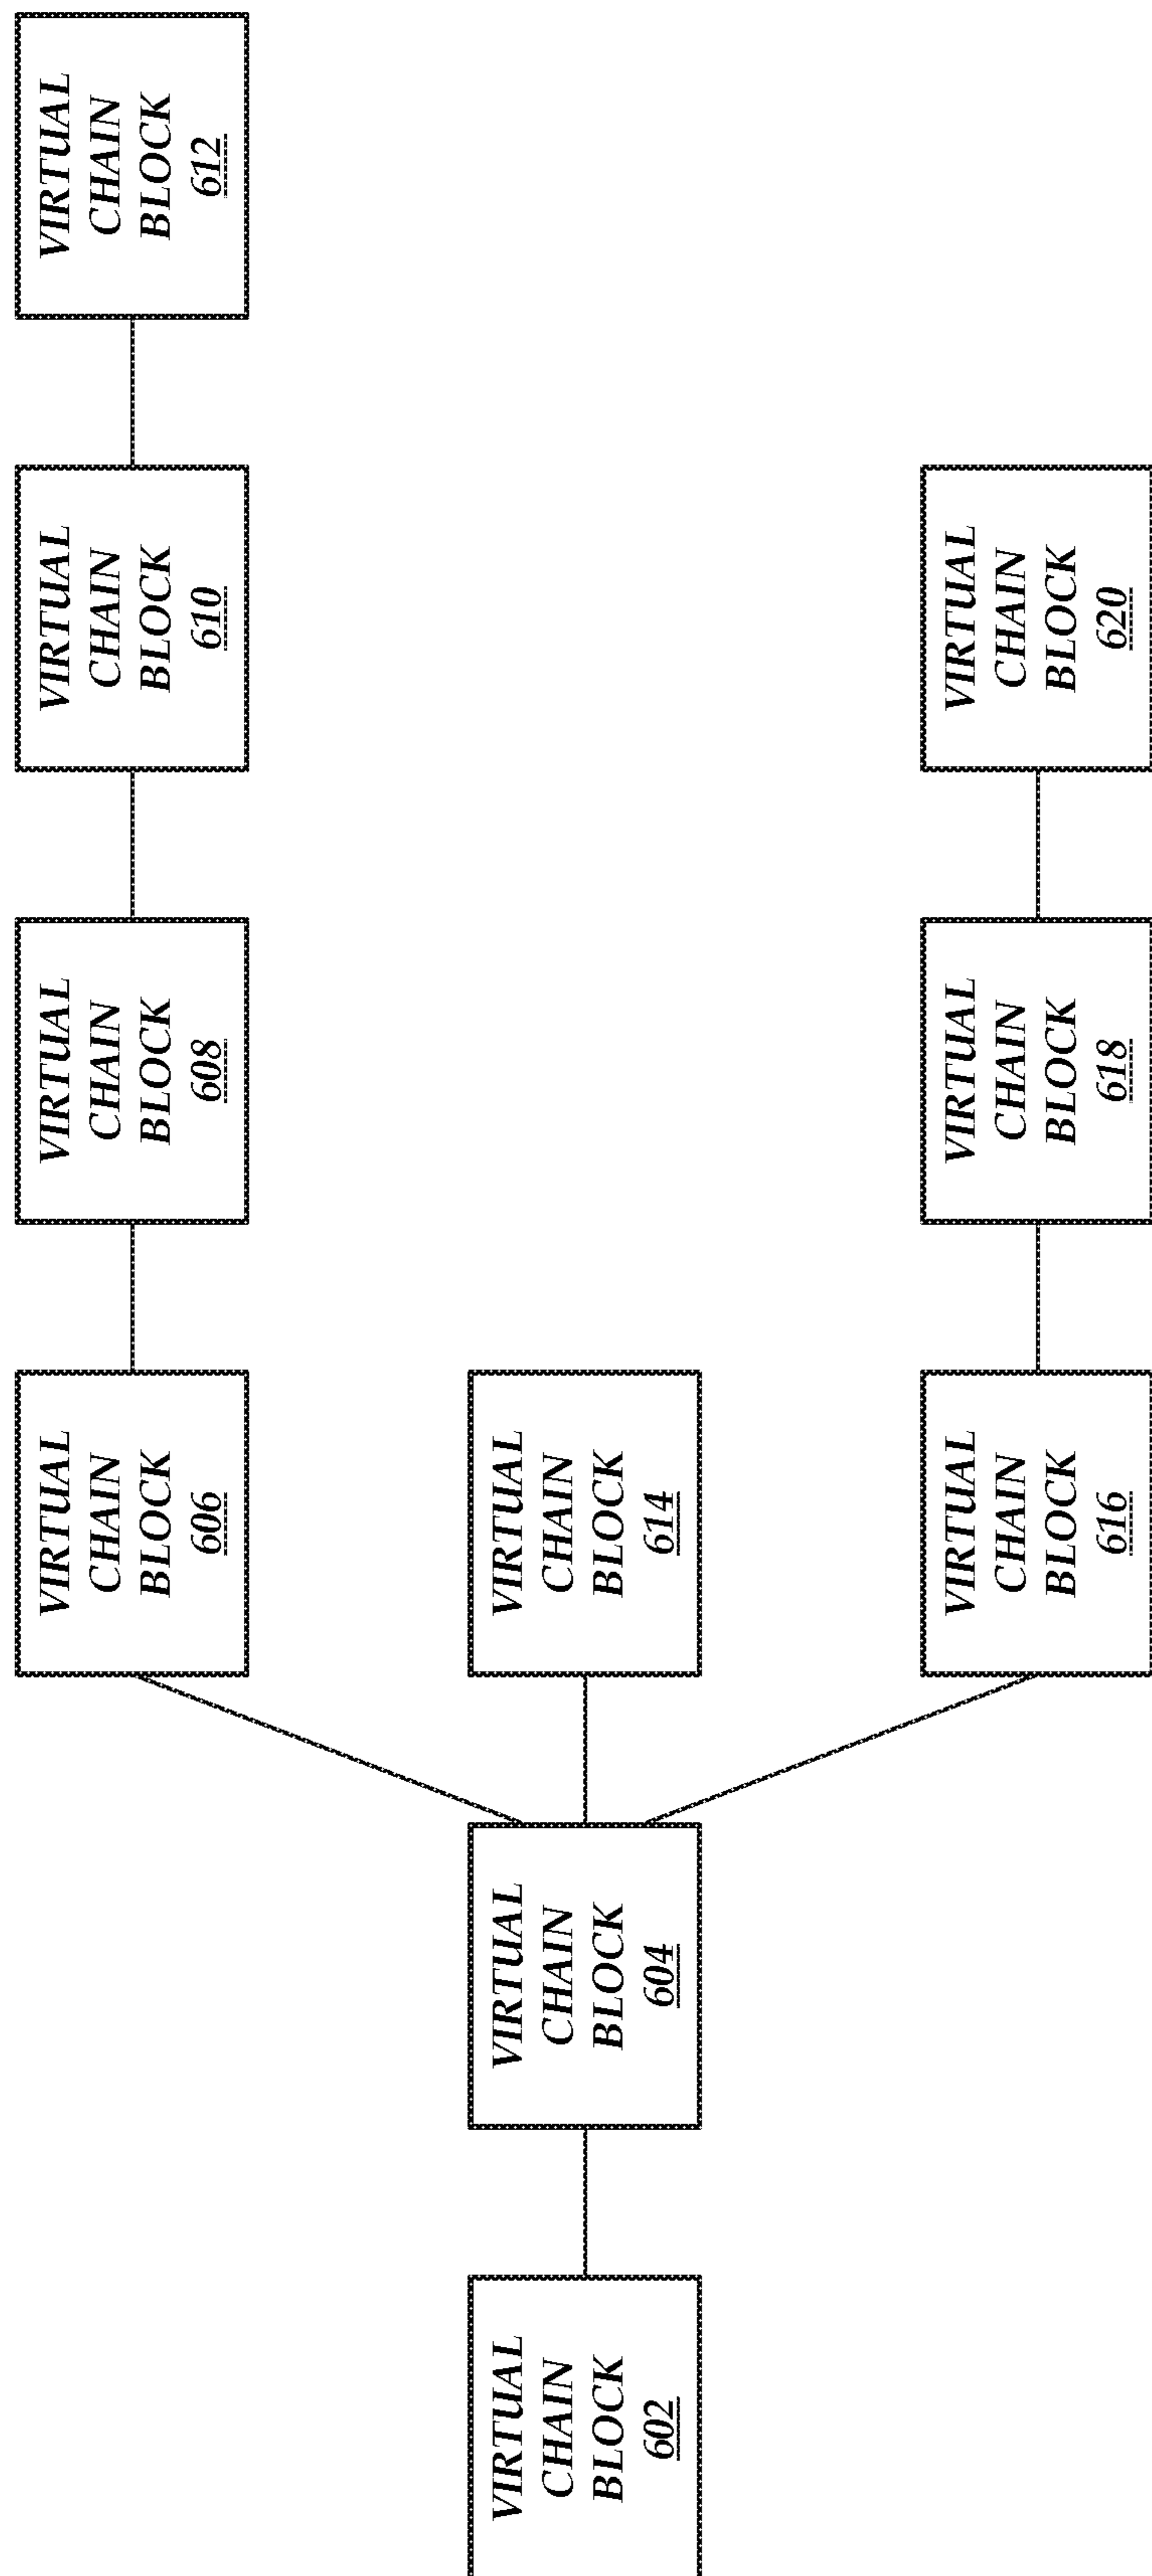 VIRTUAL
CHAIN
BLOCK
602
VIRTUAL
CHAIN
BLOCK
604
VIRTUAL
CHAIN
BLOCK
606
VIRTUAL
CHAIN
BLOCK
608
VIRTUAL
CHAIN
BLOCK
610
VIRTUAL
CHAIN
BLOCK
612
VIRTUAL
CHAIN
BLOCK
614
VIRTUAL
CHAIN
BLOCK
616
VIRTUAL
CHAIN
BLOCK
618
VIRTUAL
CHAIN
BLOCK
620